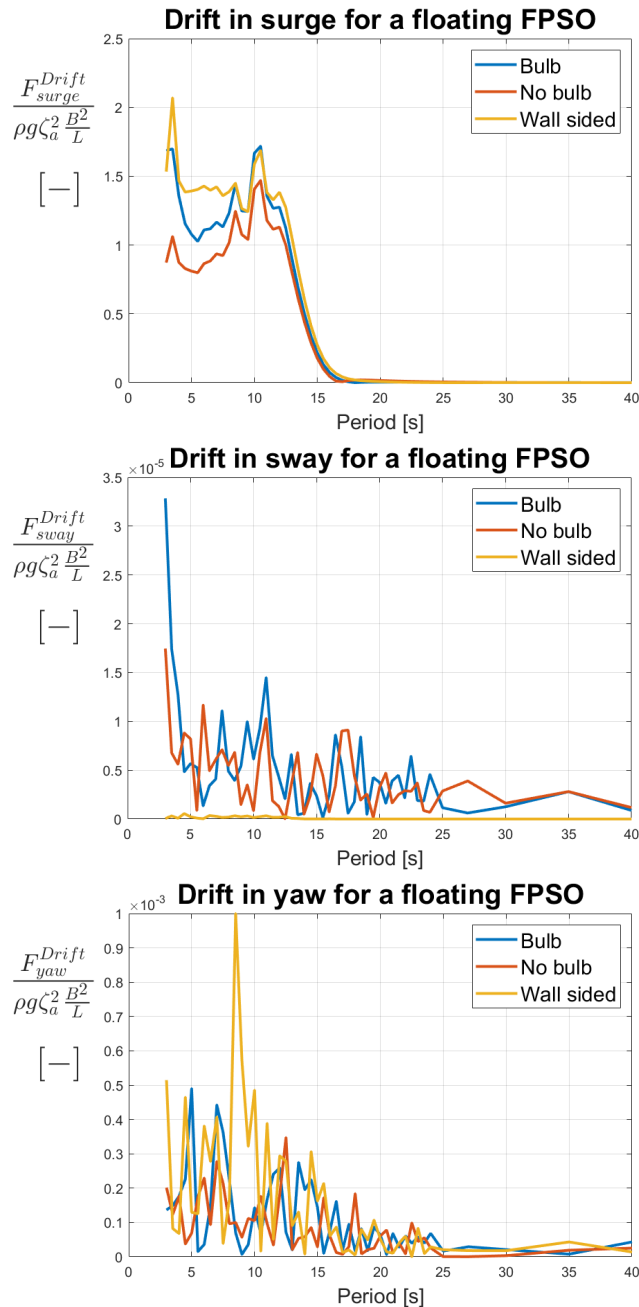 Drift in surge for a floating FPSO
F^{Drift}_{surge}
ρgζ_a^2 B^2/L
[−]
2.5
2
1.5
1
0.5
0
Bulb
No bulb
Wall sided
0 5 10 15 20 25 30 35 40
Period [s]
Drift in sway for a floating FPSO
×10^{-5}
F^{Drift}_{sway}
ρgζ_a^2 B^2/L
[−]
3.5
3
2.5
2
1.5
1
0.5
0
Bulb
No bulb
Wall sided
0 5 10 15 20 25 30 35 40
Period [s]
Drift in yaw for a floating FPSO
×10^{-3}
F^{Drift}_{yaw}
ρgζ_a^2 B^2/L
[−]
1
0.9
0.8
0.7
0.6
0.5
0.4
0.3
0.2
0.1
0
Bulb
No bulb
Wall sided
0 5 10 15 20 25 30 35 40
Period [s]